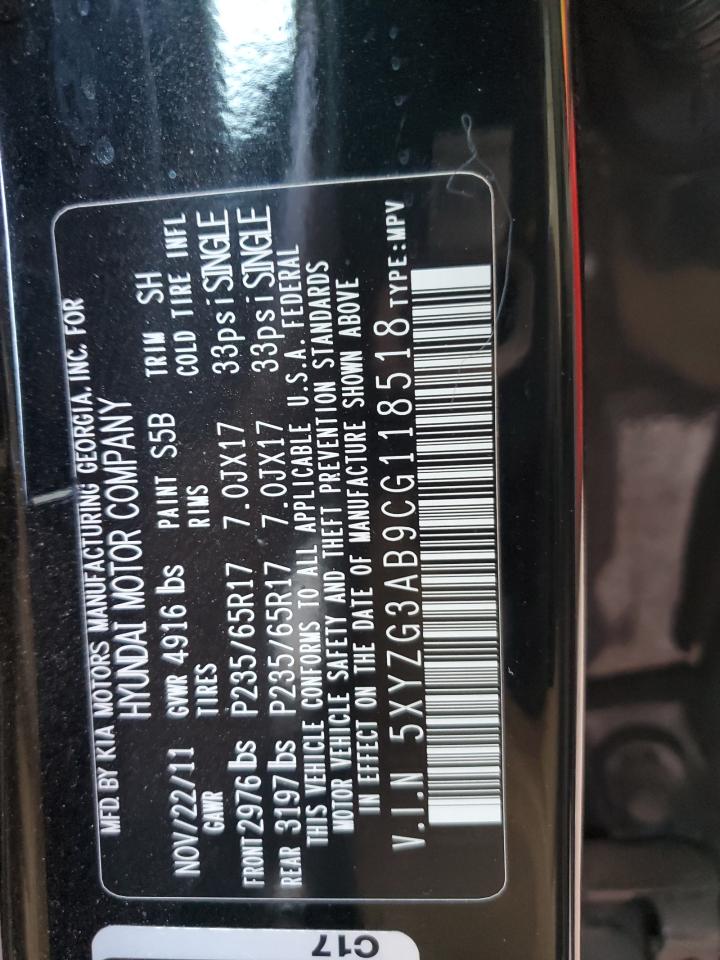 MFD. BY KIA MOTORS MANUFACTURING GEORGIA, INC. FOR
HYUNDAI MOTOR COMPANY
NOV/22/11 GVWR 4916 lbs PAINT S5B TRIM SH
GAWR TIRES RIMS COLD TIRE INFL
FRONT 2976 lbs P235/65R17 7.0JX17 33psi SINGLE
REAR 3197 lbs P235/65R17 7.0JX17 33psi SINGLE
THIS VEHICLE CONFORMS TO ALL APPLICABLE U.S.A. FEDERAL
MOTOR VEHICLE SAFETY AND THEFT PREVENTION STANDARDS
IN EFFECT ON THE DATE OF MANUFACTURE SHOWN ABOVE
V.I.N 5XYZG3AB9CG118518 TYPE:MPV
C17